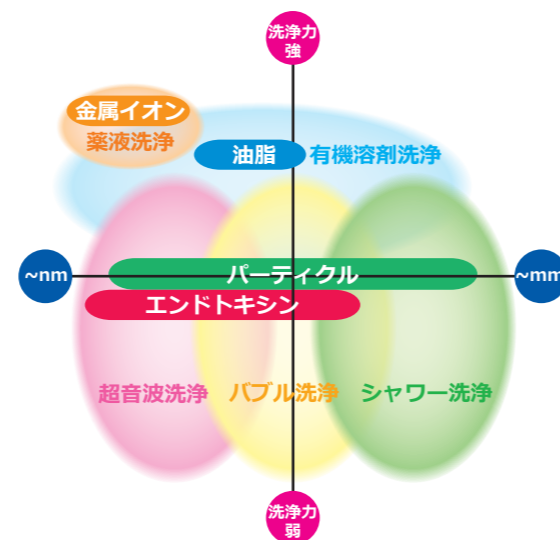 洗浄力
強
金属イオン
薬液洗浄
油脂
有機溶剤洗浄
~nm
パーティクル
~mm
エンドトキシン
超音波洗浄
バブル洗浄
シャワー洗浄
洗浄力
弱